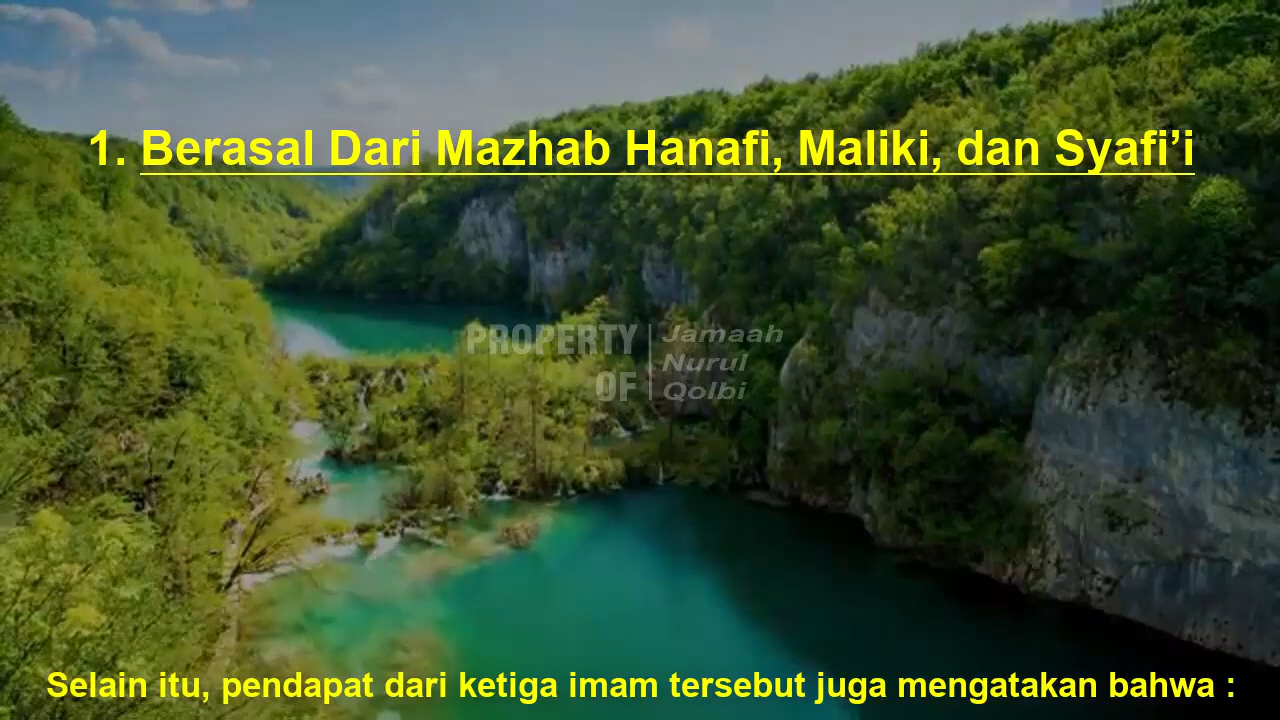 1. Berasal Dari Mazhab Hanafi, Maliki, dan Syafi’i
PROPERTY OF
Jamaah
Nurul
Qolbi
Selain itu, pendapat dari ketiga imam tersebut juga mengatakan bahwa :